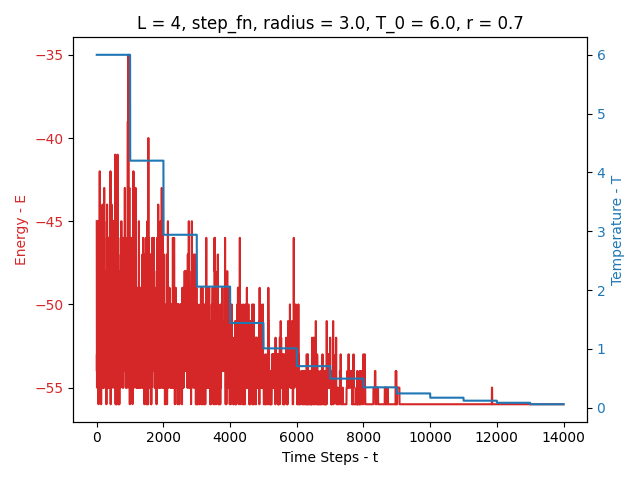 L = 4, step_fn, radius = 3.0, T_0 = 6.0, r = 0.7
−35
−40
−45
−50
−55
Energy - E
6
5
4
3
2
1
0
Temperature - T
0 2000 4000 6000 8000 10000 12000 14000
Time Steps - t